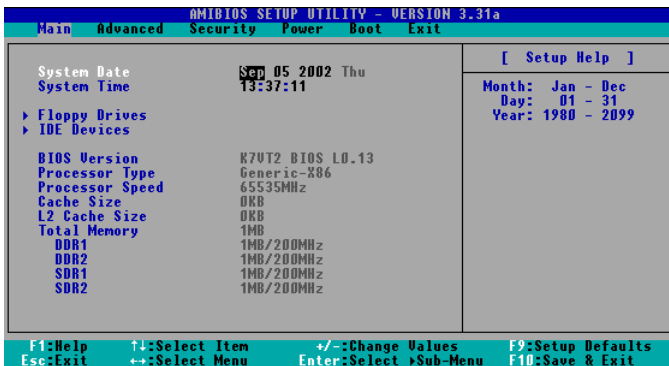 AMIBIOS SETUP UTILITY - VERSION 3.31a
Main Advanced Security Power Boot Exit
[ Setup Help ]
System Date Sep 05 2002 Thu
System Time 13:37:11
Month: Jan - Dec
Day: 01 - 31
Year: 1980 - 2099
▸ Floppy Drives
▸ IDE Devices
BIOS Version K7VT2 BIOS L0.13
Processor Type Generic-X86
Processor Speed 65535MHz
Cache Size 0KB
L2 Cache Size 0KB
Total Memory 1MB
DDR1 1MB/200MHz
DDR2 1MB/200MHz
SDR1 1MB/200MHz
SDR2 1MB/200MHz
F1:Help ↑↓:Select Item +/-:Change Values F9:Setup Defaults
Esc:Exit ←→:Select Menu Enter:Select ▸Sub-Menu F10:Save & Exit